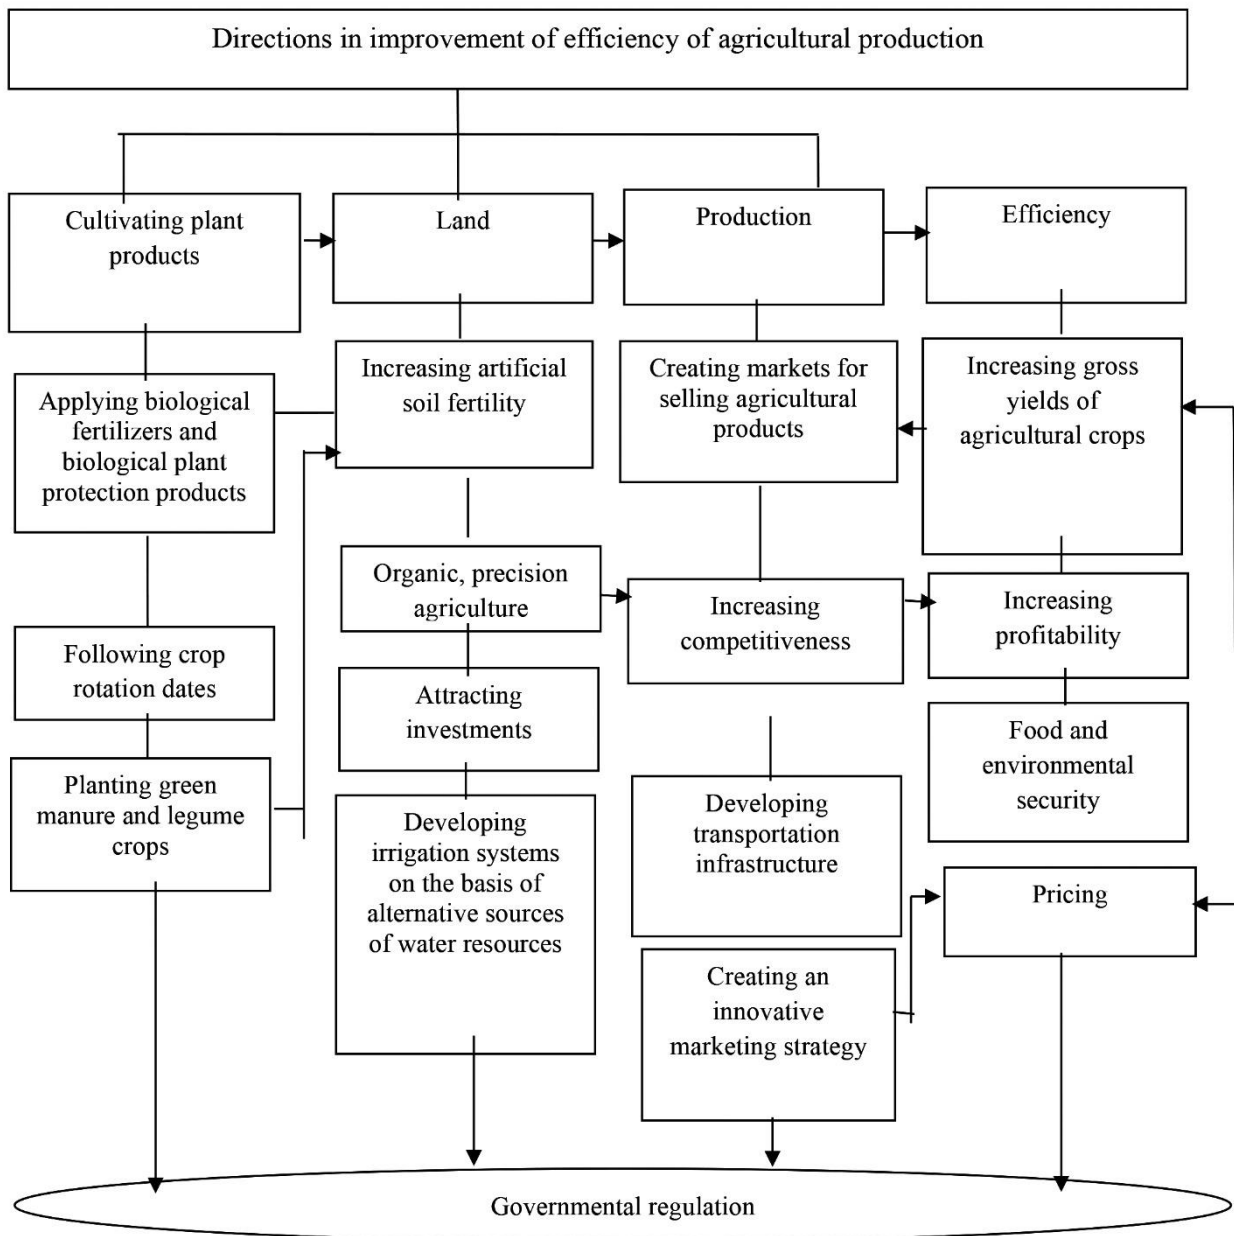 Directions in improvement of efficiency of agricultural production
Cultivating plant
products
Land
Production
Efficiency
Applying biological
fertilizers and
biological plant
protection products
Increasing artificial
soil fertility
Creating markets for
selling agricultural
products
Increasing gross
yields of
agricultural crops
Following crop
rotation dates
Organic, precision
agriculture
Increasing
competitiveness
Increasing
profitability
Planting green
manure and legume
crops
Attracting
investments
Developing
transportation
infrastructure
Food and
environmental
security
Developing
irrigation systems
on the basis of
alternative sources
of water resources
Creating an
innovative
marketing strategy
Pricing
Governmental regulation